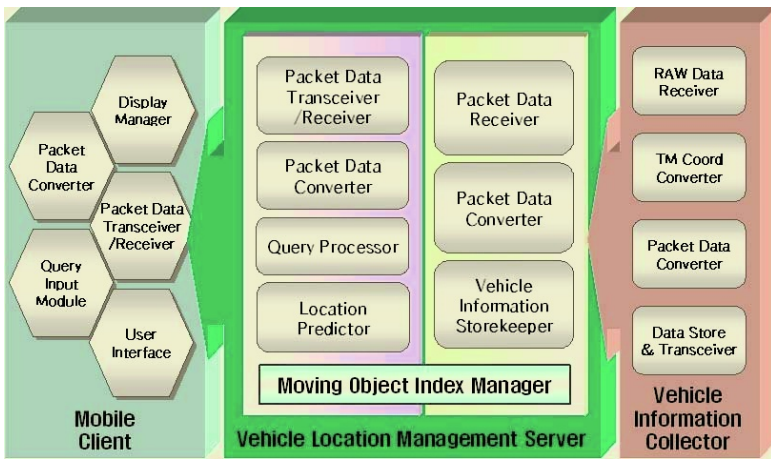 Display
Manager
Packet
Data
Converter
Packet Data
Transceiver
/Receiver
Query
Input
Module
User
Interface
Mobile
Client
Packet Data
Transceiver
/Receiver
Packet Data
Converter
Query Processor
Location
Predictor
Packet Data
Receiver
Packet Data
Converter
Vehicle
Information
Storekeeper
Moving Object Index Manager
Vehicle Location Management Server
RAW Data
Receiver
TM Coord
Converter
Packet Data
Converter
Data Store
& Transceiver
Vehicle
Information
Collector